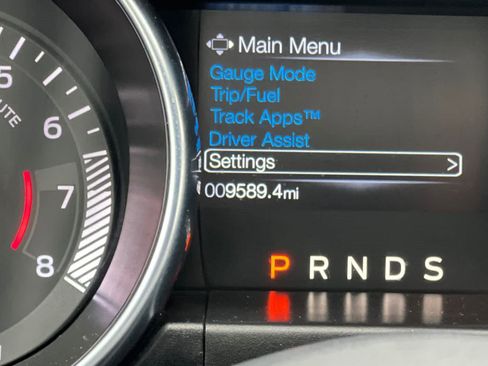 Main Menu
Gauge Mode
Trip/Fuel
Track Apps™
Driver Assist
Settings >
009589.4mi
P R N D S
5
6
7
8